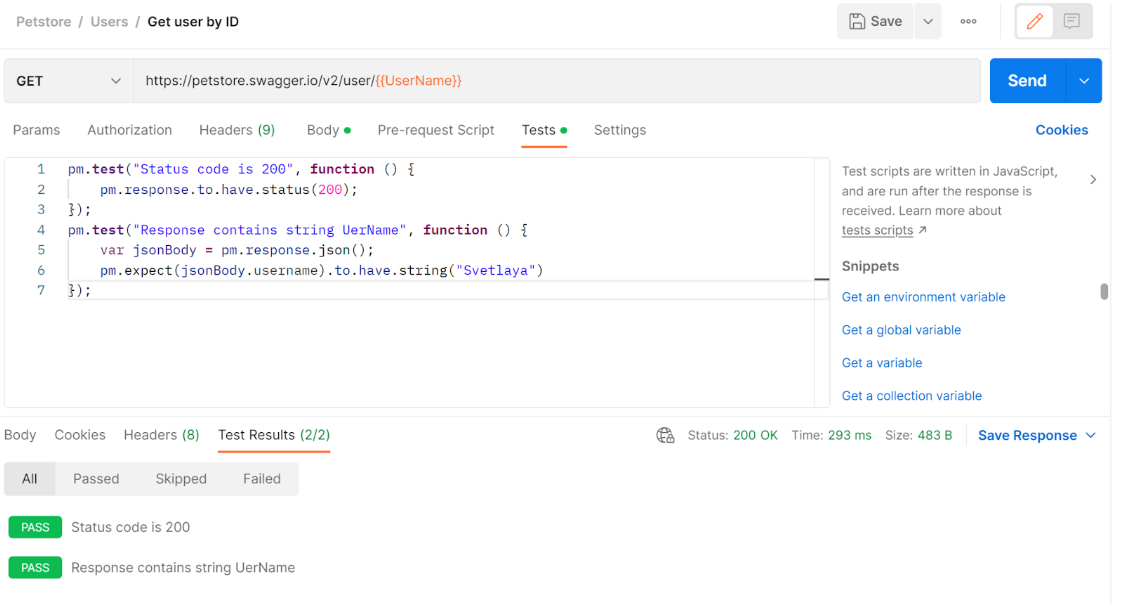 Petstore / Users / Get user by ID
Save
GET
https://petstore.swagger.io/v2/user/{{UserName}}
Send
Params Authorization Headers (9) Body Pre-request Script Tests Settings
Cookies
1 pm.test("Status code is 200", function () {
2 pm.response.to.have.status(200);
3 });
4 pm.test("Response contains string UerName", function () {
5 var jsonBody = pm.response.json();
6 pm.expect(jsonBody.username).to.have.string("Svetlaya")
7 });
Test scripts are written in JavaScript,
and are run after the response is
received. Learn more about
tests scripts ↗
Snippets
Get an environment variable
Get a global variable
Get a variable
Get a collection variable
Body Cookies Headers (8) Test Results (2/2)
Status: 200 OK Time: 293 ms Size: 483 B
Save Response
All Passed Skipped Failed
PASS Status code is 200
PASS Response contains string UerName